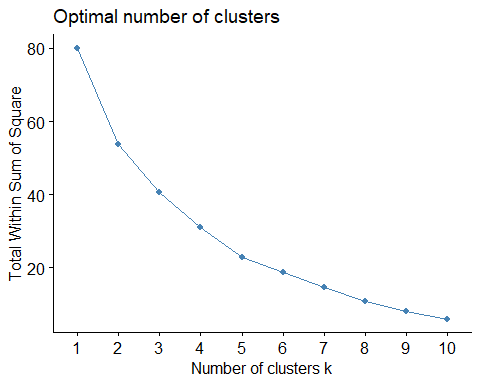 Optimal number of clusters
Total Within Sum of Square
80
60
40
20
1 2 3 4 5 6 7 8 9 10
Number of clusters k